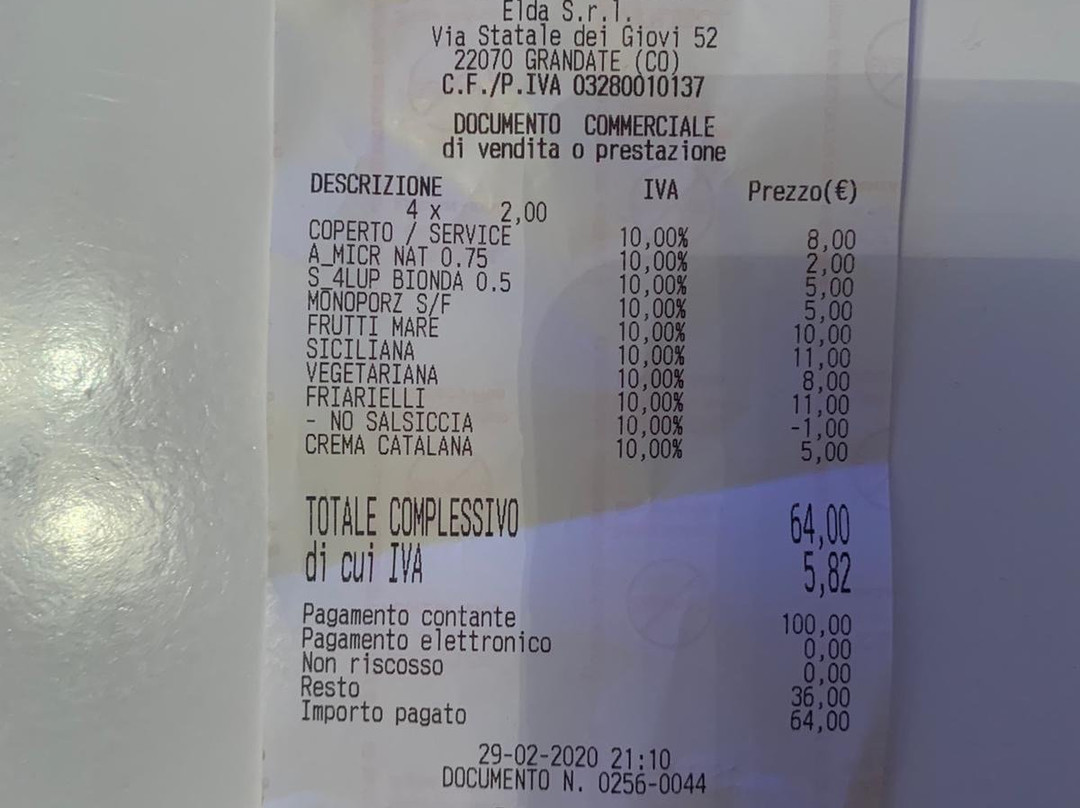 Elda S.r.l.
Via Statale dei Giovi 52
22070 GRANDATE (CO)
C.F./P.IVA 03280010137
DOCUMENTO COMMERCIALE
di vendita o prestazione
DESCRIZIONE IVA Prezzo(€)
4 x 2,00
COPERTO / SERVICE 10,00% 8,00
A_MICR NAT 0.75 10,00% 2,00
S_4LUP BIONDA 0.5 10,00% 5,00
MONOPORZ S/F 10,00% 5,00
FRUTTI MARE 10,00% 10,00
SICILIANA 10,00% 11,00
VEGETARIANA 10,00% 8,00
FRIARIELLI 10,00% 11,00
- NO SALSICCIA 10,00% -1,00
CREMA CATALANA 10,00% 5,00
TOTALE COMPLESSIVO 64,00
di cui IVA 5,82
Pagamento contante 100,00
Pagamento elettronico 0,00
Non riscosso 0,00
Resto 36,00
Importo pagato 64,00
29-02-2020 21:10
DOCUMENTO N. 0256-0044